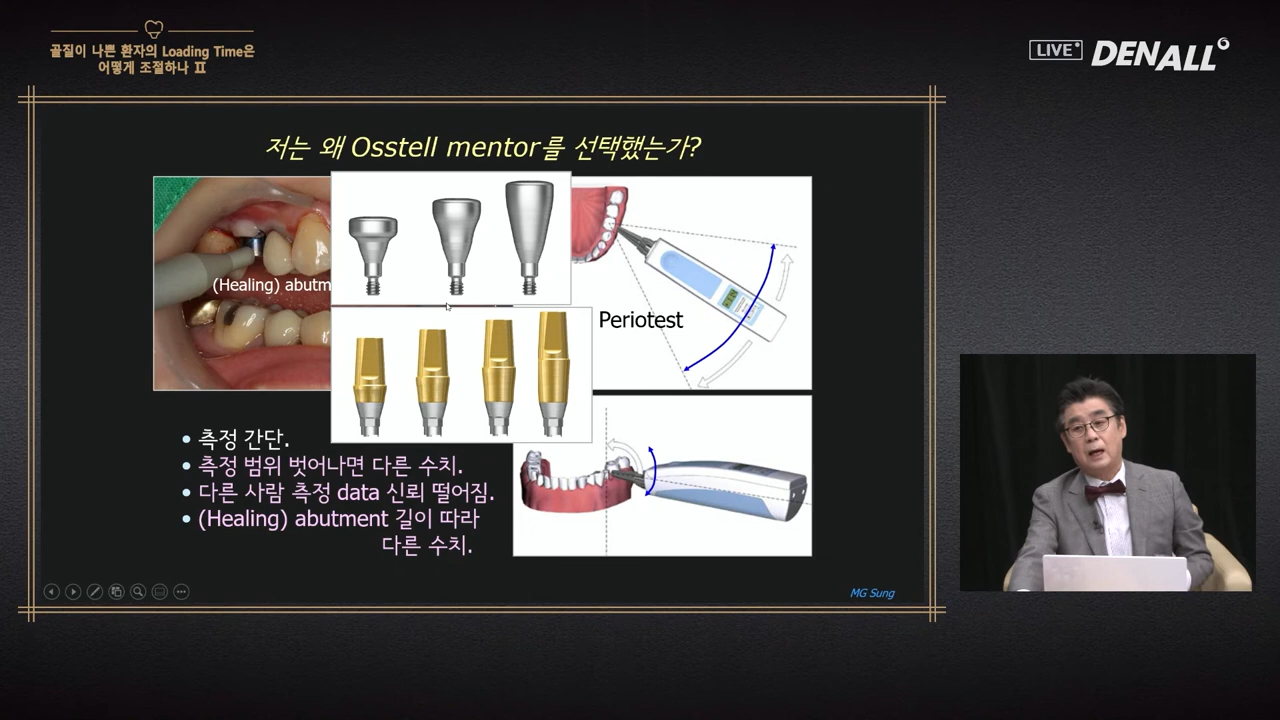 골질이 나쁜 환자의 Loading Time은
어떻게 조절하나 Ⅱ
LIVE
DENALL
저는 왜 Osstell mentor를 선택했는가?
(Healing) abutm
Periotest
• 측정 간단.
• 측정 범위 벗어나면 다른 수치.
• 다른 사람 측정 data 신뢰 떨어짐.
• (Healing) abutment 길이 따라
다른 수치.
MG Sung